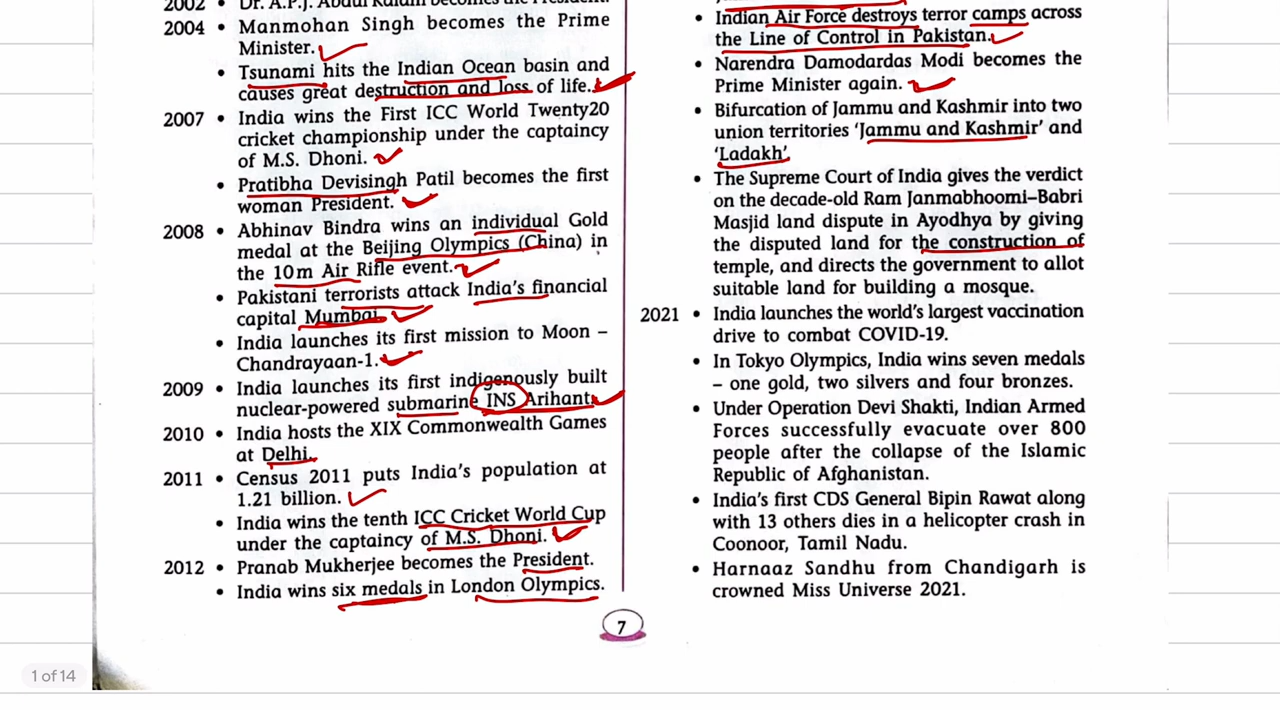 2002 • Dr. A.P.J. Abdul Kalam becomes the President.
2004 • Manmohan Singh becomes the Prime
Minister.
• Tsunami hits the Indian Ocean basin and
causes great destruction and loss of life.
2007 • India wins the First ICC World Twenty20
cricket championship under the captaincy
of M.S. Dhoni.
• Pratibha Devisingh Patil becomes the first
woman President.
2008 • Abhinav Bindra wins an individual Gold
medal at the Beijing Olympics (China) in
the 10m Air Rifle event.
• Pakistani terrorists attack India's financial
capital Mumbai.
• India launches its first mission to Moon –
Chandrayaan-1.
2009 • India launches its first indigenously built
nuclear-powered submarine INS Arihant.
2010 • India hosts the XIX Commonwealth Games
at Delhi.
2011 • Census 2011 puts India's population at
1.21 billion.
• India wins the tenth ICC Cricket World Cup
under the captaincy of M.S. Dhoni.
2012 • Pranab Mukherjee becomes the President.
• India wins six medals in London Olympics.
• Indian Air Force destroys terror camps across
the Line of Control in Pakistan.
• Narendra Damodardas Modi becomes the
Prime Minister again.
• Bifurcation of Jammu and Kashmir into two
union territories 'Jammu and Kashmir' and
'Ladakh'.
• The Supreme Court of India gives the verdict
on the decade-old Ram Janmabhoomi–Babri
Masjid land dispute in Ayodhya by giving
the disputed land for the construction of
temple, and directs the government to allot
suitable land for building a mosque.
2021 • India launches the world's largest vaccination
drive to combat COVID-19.
• In Tokyo Olympics, India wins seven medals
– one gold, two silvers and four bronzes.
• Under Operation Devi Shakti, Indian Armed
Forces successfully evacuate over 800
people after the collapse of the Islamic
Republic of Afghanistan.
• India's first CDS General Bipin Rawat along
with 13 others dies in a helicopter crash in
Coonoor, Tamil Nadu.
• Harnaaz Sandhu from Chandigarh is
crowned Miss Universe 2021.
7
1 of 14